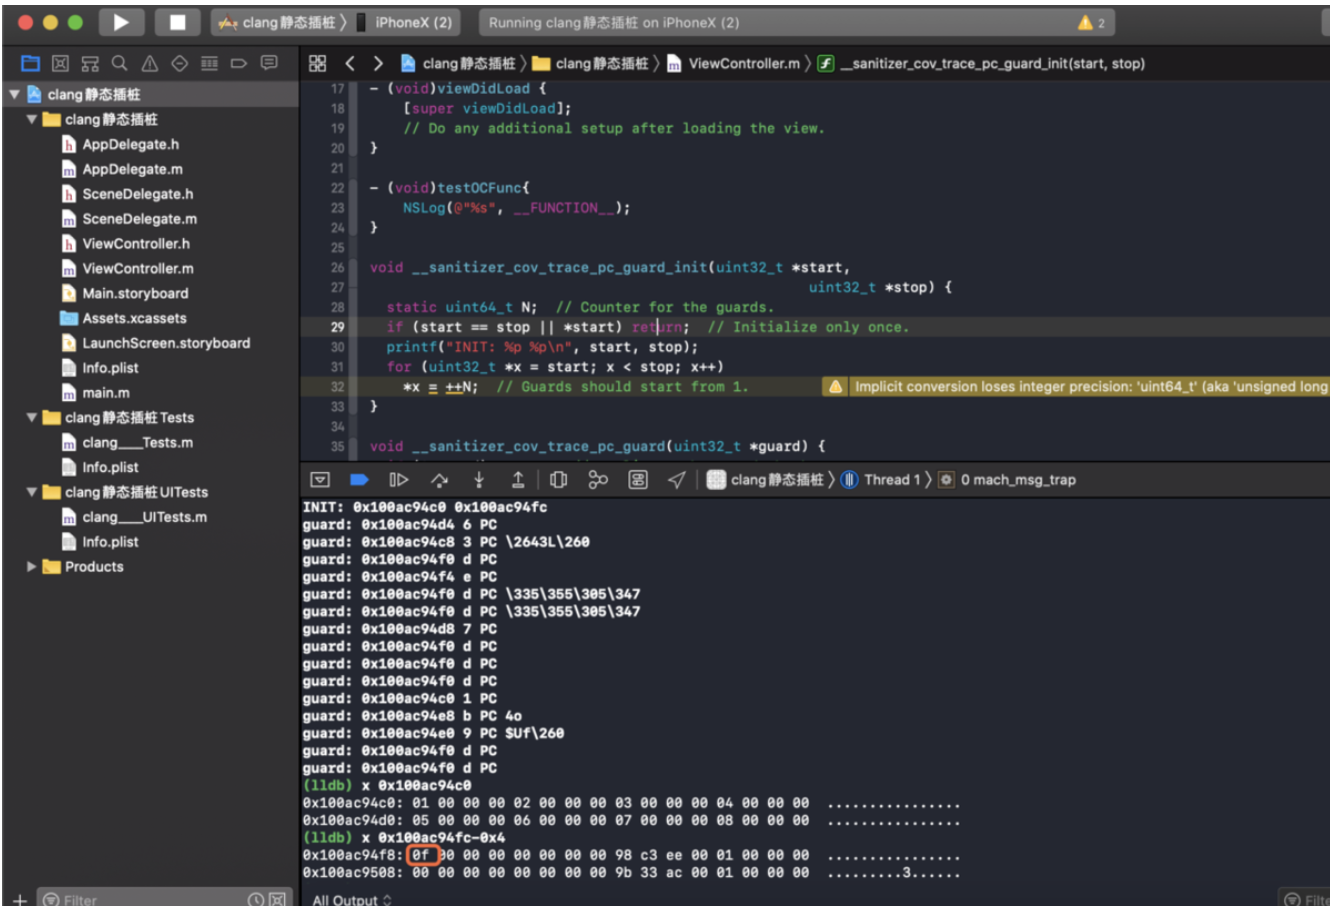 clang静态插桩 〉 iPhoneX (2)
Running clang静态插桩 on iPhoneX (2)
2
clang静态插桩 〉 clang静态插桩 〉 ViewController.m 〉 __sanitizer_cov_trace_pc_guard_init(start, stop)
clang静态插桩
clang静态插桩
h AppDelegate.h
m AppDelegate.m
h SceneDelegate.h
m SceneDelegate.m
h ViewController.h
m ViewController.m
Main.storyboard
Assets.xcassets
LaunchScreen.storyboard
Info.plist
m main.m
clang静态插桩Tests
m clang____Tests.m
Info.plist
clang静态插桩UITests
m clang____UITests.m
Info.plist
Products
Filter
17 - (void)viewDidLoad {
18 [super viewDidLoad];
19 // Do any additional setup after loading the view.
20 }
21
22 - (void)testOCFunc{
23 NSLog(@"%s", __FUNCTION__);
24 }
25
26 void __sanitizer_cov_trace_pc_guard_init(uint32_t *start,
27 uint32_t *stop) {
28 static uint64_t N; // Counter for the guards.
29 if (start == stop || *start) return; // Initialize only once.
30 printf("INIT: %p %p\n", start, stop);
31 for (uint32_t *x = start; x < stop; x++)
32 *x = ++N; // Guards should start from 1.
Implicit conversion loses integer precision: 'uint64_t' (aka 'unsigned long
33 }
34
35 void __sanitizer_cov_trace_pc_guard(uint32_t *guard) {
clang静态插桩 〉 Thread 1 〉 0 mach_msg_trap
INIT: 0x100ac94c0 0x100ac94fc
guard: 0x100ac94d4 6 PC
guard: 0x100ac94c8 3 PC \2643L\260
guard: 0x100ac94f0 d PC
guard: 0x100ac94f4 e PC
guard: 0x100ac94f0 d PC \335\355\305\347
guard: 0x100ac94f0 d PC \335\355\305\347
guard: 0x100ac94d8 7 PC
guard: 0x100ac94f0 d PC
guard: 0x100ac94f0 d PC
guard: 0x100ac94f0 d PC
guard: 0x100ac94c0 1 PC
guard: 0x100ac94e8 b PC 4o
guard: 0x100ac94e0 9 PC $Uf\260
guard: 0x100ac94f0 d PC
guard: 0x100ac94f0 d PC
(lldb) x 0x100ac94c0
0x100ac94c0: 01 00 00 00 02 00 00 00 03 00 00 00 04 00 00 00 ................
0x100ac94d0: 05 00 00 00 06 00 00 00 07 00 00 00 08 00 00 00 ................
(lldb) x 0x100ac94fc-0x4
0x100ac94f8: 0f 00 00 00 00 00 00 00 98 c3 ee 00 01 00 00 00 ................
0x100ac9508: 00 00 00 00 00 00 00 00 9b 33 ac 00 01 00 00 00 .........3......
All Output